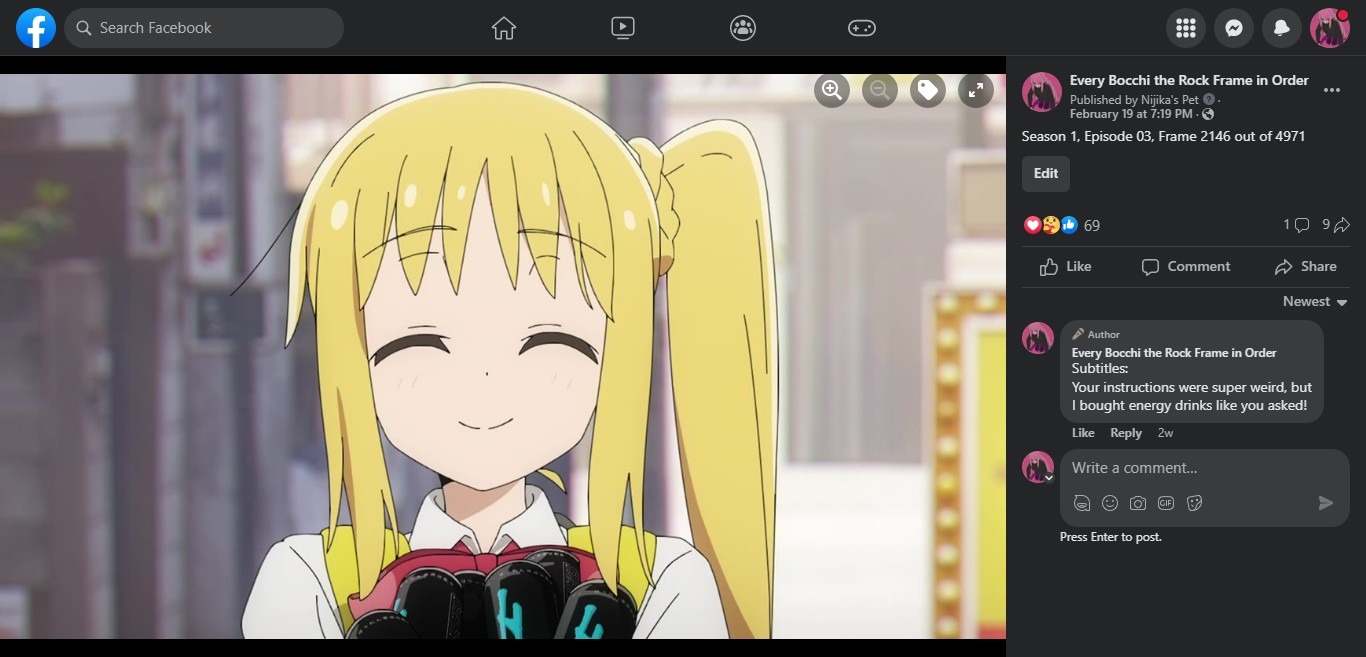 Search Facebook
Every Bocchi the Rock Frame in Order
Published by Nijika's Pet ·
February 19 at 7:19 PM ·
Season 1, Episode 03, Frame 2146 out of 4971
Edit
69
1
9
Like
Comment
Share
Newest
Author
Every Bocchi the Rock Frame in Order
Subtitles:
Your instructions were super weird, but
I bought energy drinks like you asked!
Like Reply 2w
Write a comment...
GIF
Press Enter to post.